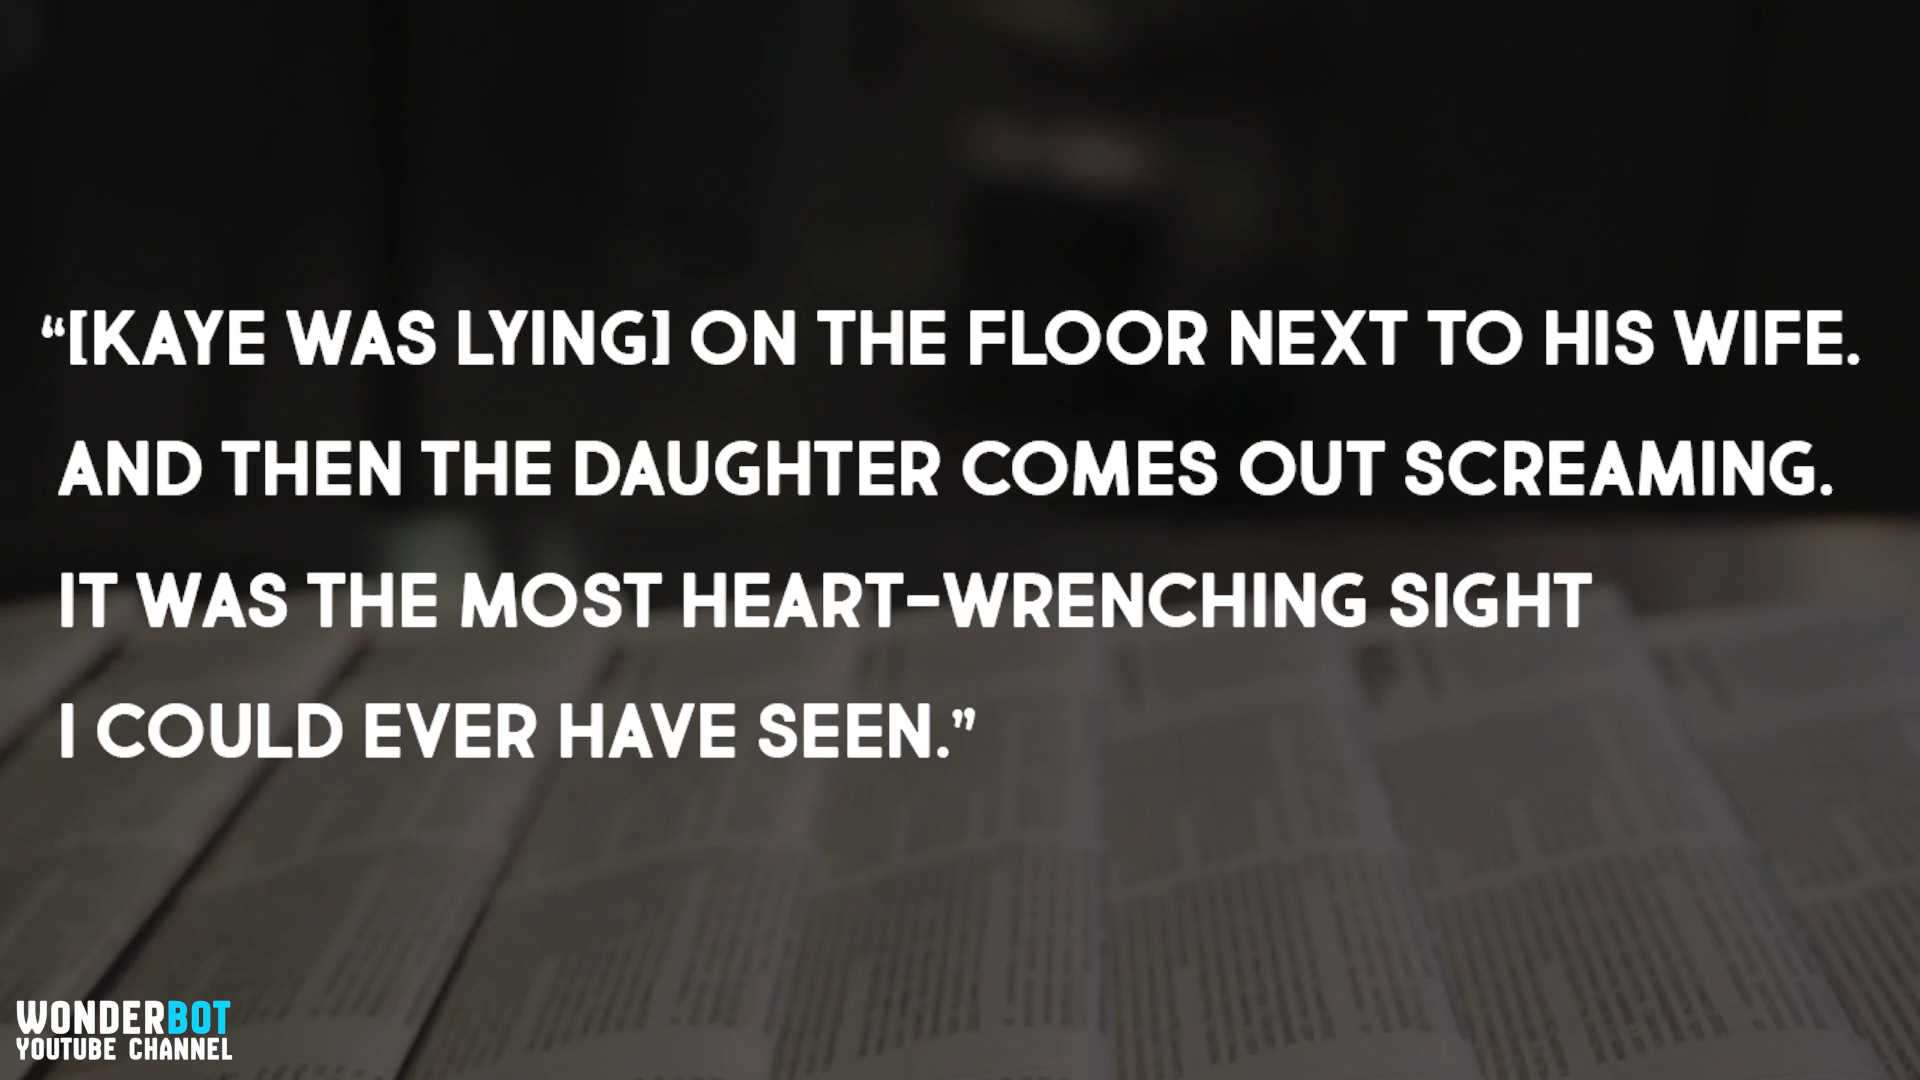 “[KAYE WAS LYING] ON THE FLOOR NEXT TO HIS WIFE.
AND THEN THE DAUGHTER COMES OUT SCREAMING.
IT WAS THE MOST HEART-WRENCHING SIGHT
I COULD EVER HAVE SEEN.”
WONDERBOT
YOUTUBE CHANNEL